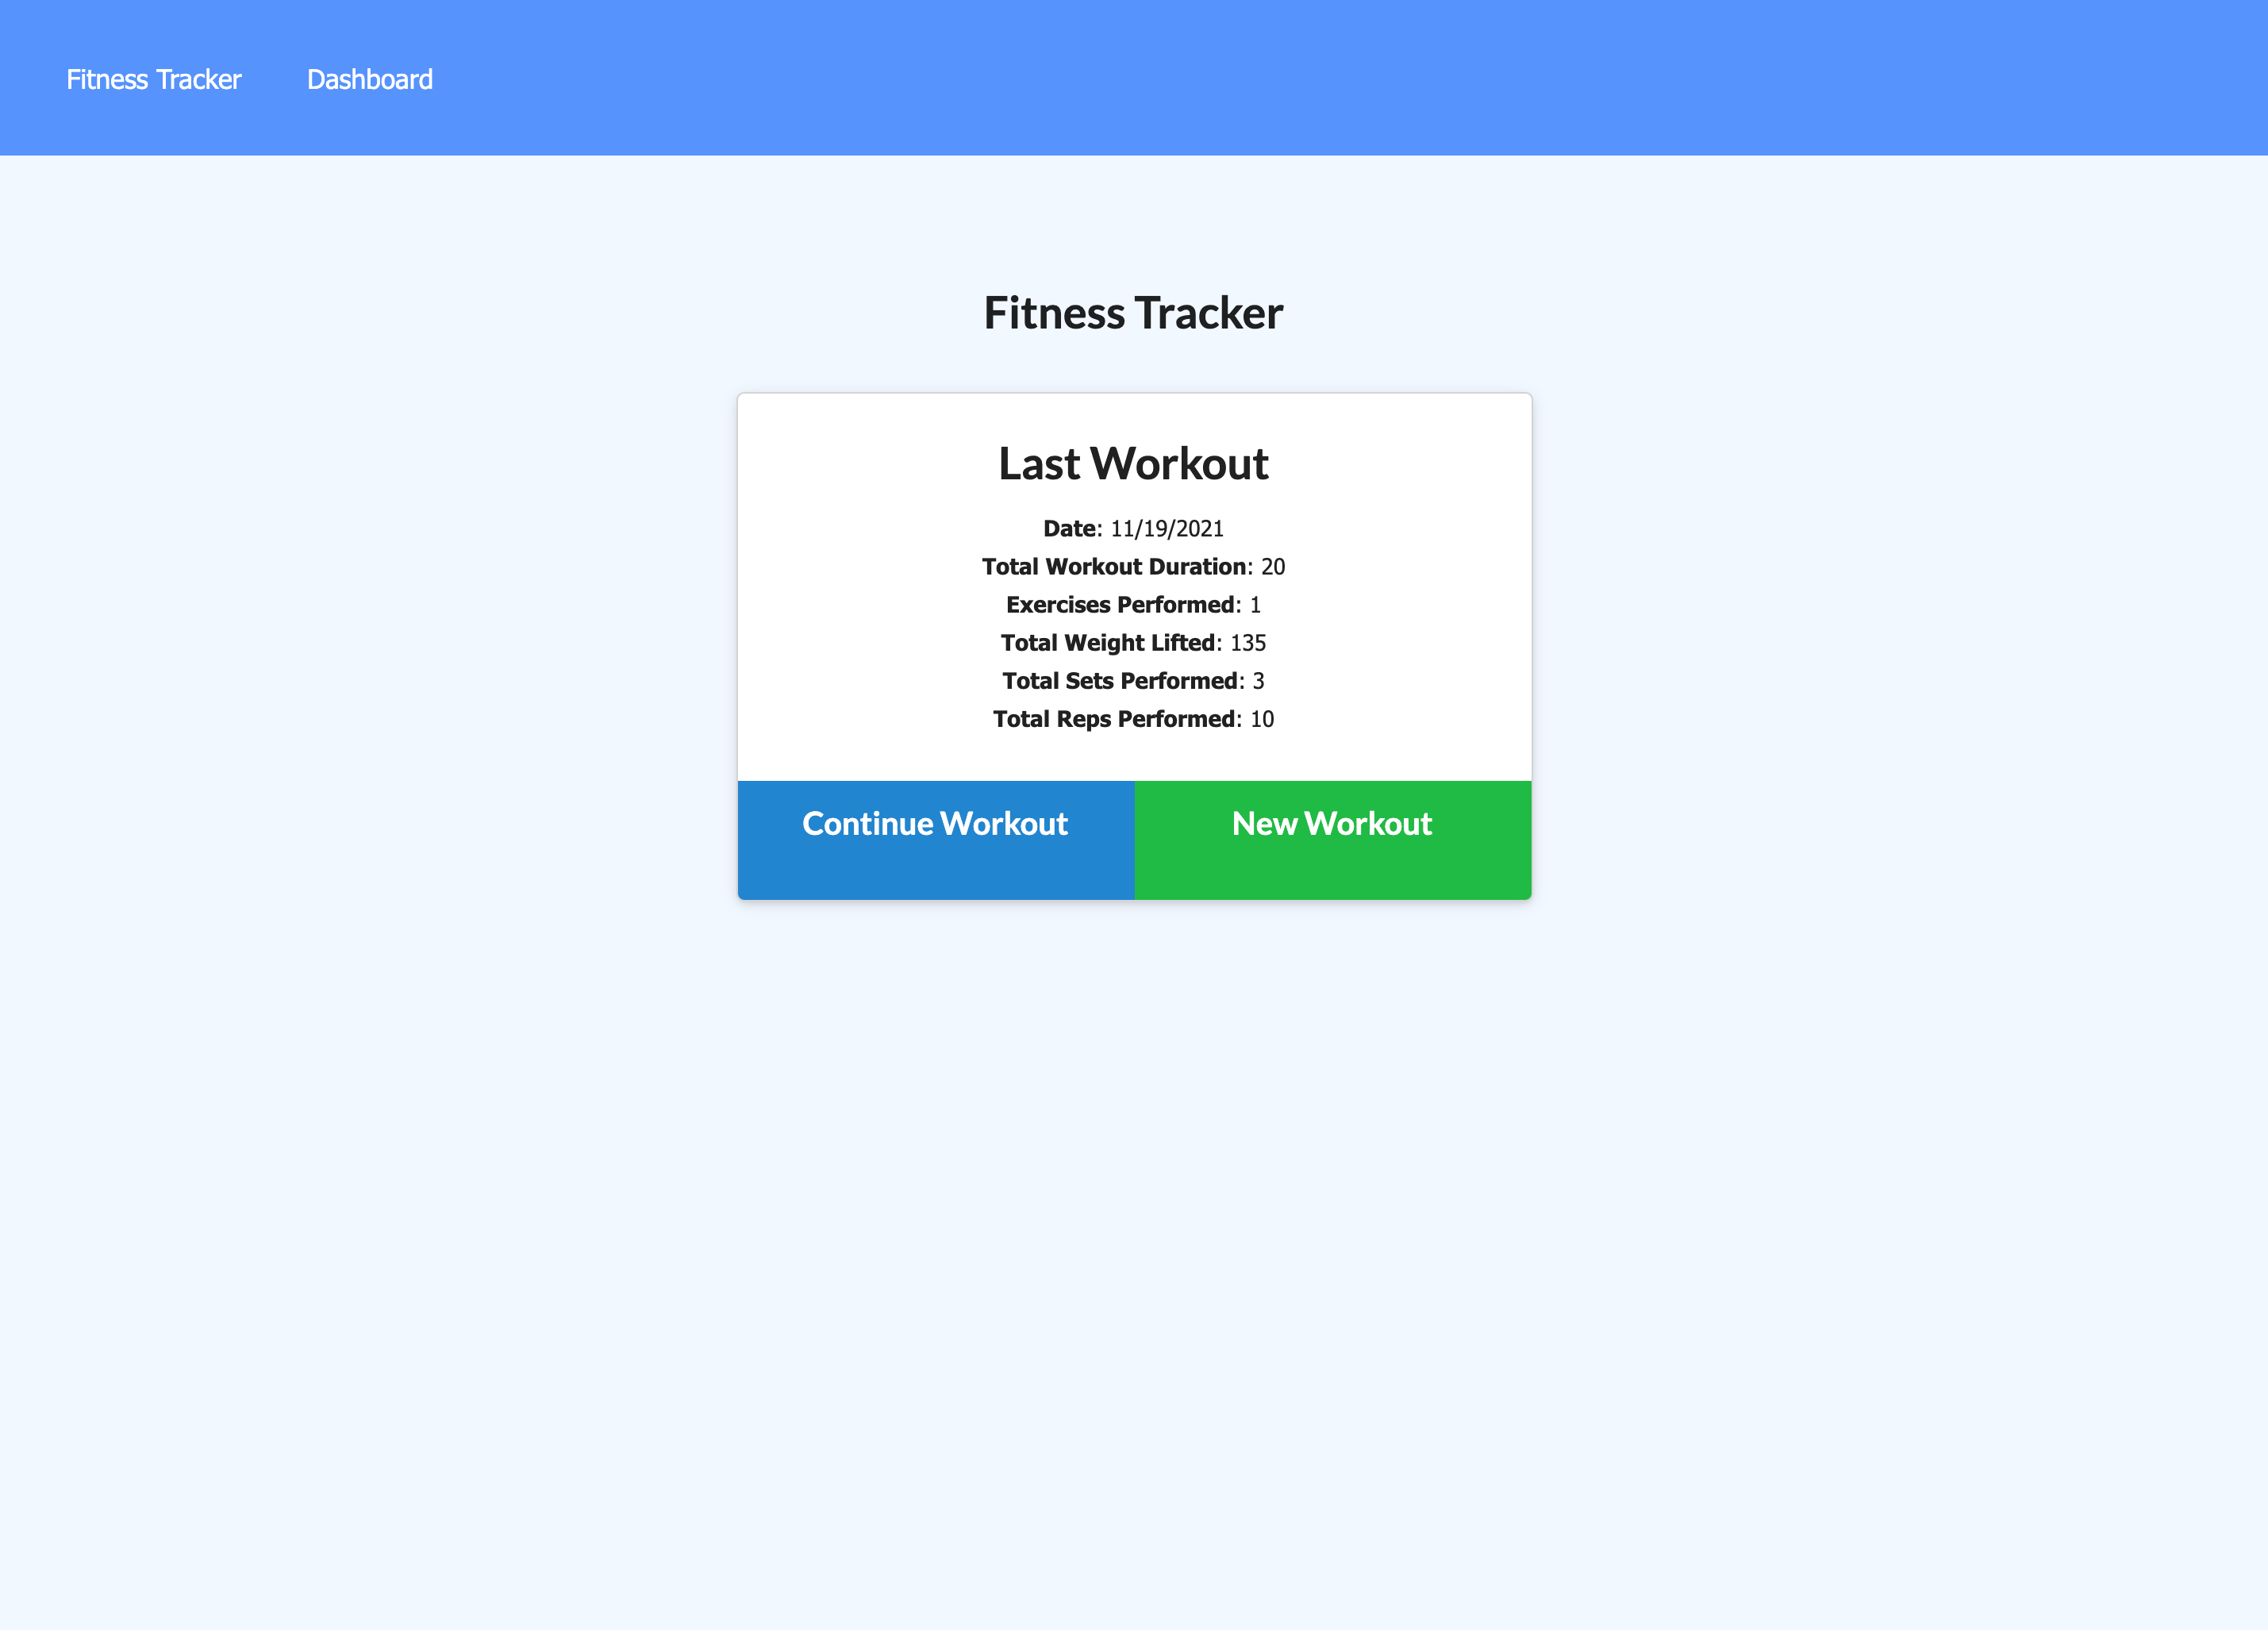 Fitness Tracker Dashboard
Fitness Tracker
Last Workout
Date: 11/19/2021
Total Workout Duration: 20
Exercises Performed: 1
Total Weight Lifted: 135
Total Sets Performed: 3
Total Reps Performed: 10
Continue Workout New Workout